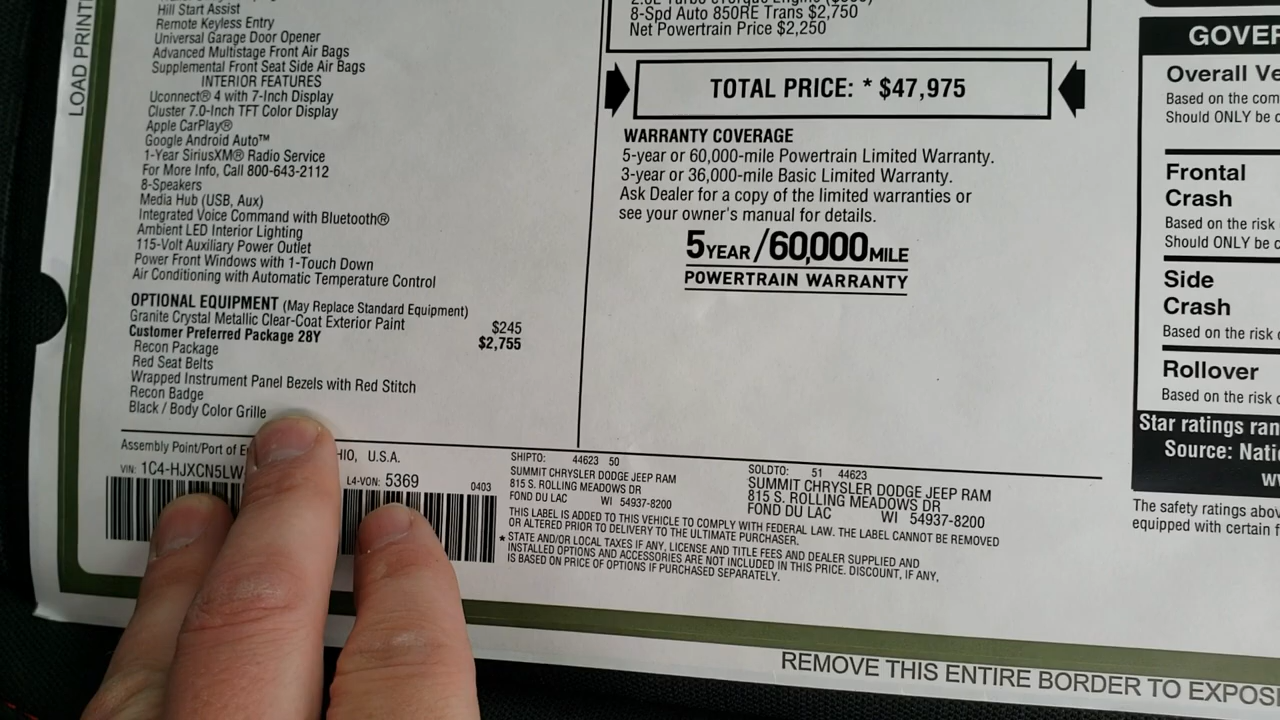 LOAD PRINT
Hill Start Assist
Remote Keyless Entry
Universal Garage Door Opener
Advanced Multistage Front Air Bags
Supplemental Front Seat Side Air Bags
INTERIOR FEATURES
Uconnect® 4 with 7-Inch Display
Cluster 7.0-Inch TFT Color Display
Apple CarPlay®
Google Android Auto™
1-Year SiriusXM® Radio Service
For More Info, Call 800-643-2112
8-Speakers
Media Hub (USB, Aux)
Integrated Voice Command with Bluetooth®
Ambient LED Interior Lighting
115-Volt Auxiliary Power Outlet
Power Front Windows with 1-Touch Down
Air Conditioning with Automatic Temperature Control
OPTIONAL EQUIPMENT (May Replace Standard Equipment)
Granite Crystal Metallic Clear-Coat Exterior Paint $245
Customer Preferred Package 28Y $2,755
Recon Package
Red Seat Belts
Wrapped Instrument Panel Bezels with Red Stitch
Recon Badge
Black / Body Color Grille
8-Spd Auto 850RE Trans $2,750
Net Powertrain Price $2,250
TOTAL PRICE: * $47,975
WARRANTY COVERAGE
5-year or 60,000-mile Powertrain Limited Warranty.
3-year or 36,000-mile Basic Limited Warranty.
Ask Dealer for a copy of the limited warranties or
see your owner's manual for details.
5YEAR/60,000MILE
POWERTRAIN WARRANTY
Assembly Point/Port of E HIO, U.S.A.
VIN: 1C4-HJXCN5LW L4-VON: 5369
0403
SHIPTO: 44623 50
SUMMIT CHRYSLER DODGE JEEP RAM
815 S. ROLLING MEADOWS DR
FOND DU LAC WI 54937-8200
SOLDTO: 51 44623
SUMMIT CHRYSLER DODGE JEEP RAM
815 S. ROLLING MEADOWS DR
FOND DU LAC WI 54937-8200
THIS LABEL IS ADDED TO THIS VEHICLE TO COMPLY WITH FEDERAL LAW. THE LABEL CANNOT BE REMOVED
OR ALTERED PRIOR TO DELIVERY TO THE ULTIMATE PURCHASER.
* STATE AND/OR LOCAL TAXES IF ANY, LICENSE AND TITLE FEES AND DEALER SUPPLIED AND
INSTALLED OPTIONS AND ACCESSORIES ARE NOT INCLUDED IN THIS PRICE. DISCOUNT, IF ANY,
IS BASED ON PRICE OF OPTIONS IF PURCHASED SEPARATELY.
GOVER
Overall Ve
Based on the com
Should ONLY be c
Frontal
Crash
Based on the risk
Should ONLY be c
Side
Crash
Based on the risk
Rollover
Based on the risk
Star ratings ran
Source: Nati
The safety ratings abov
equipped with certain f
REMOVE THIS ENTIRE BORDER TO EXPOS